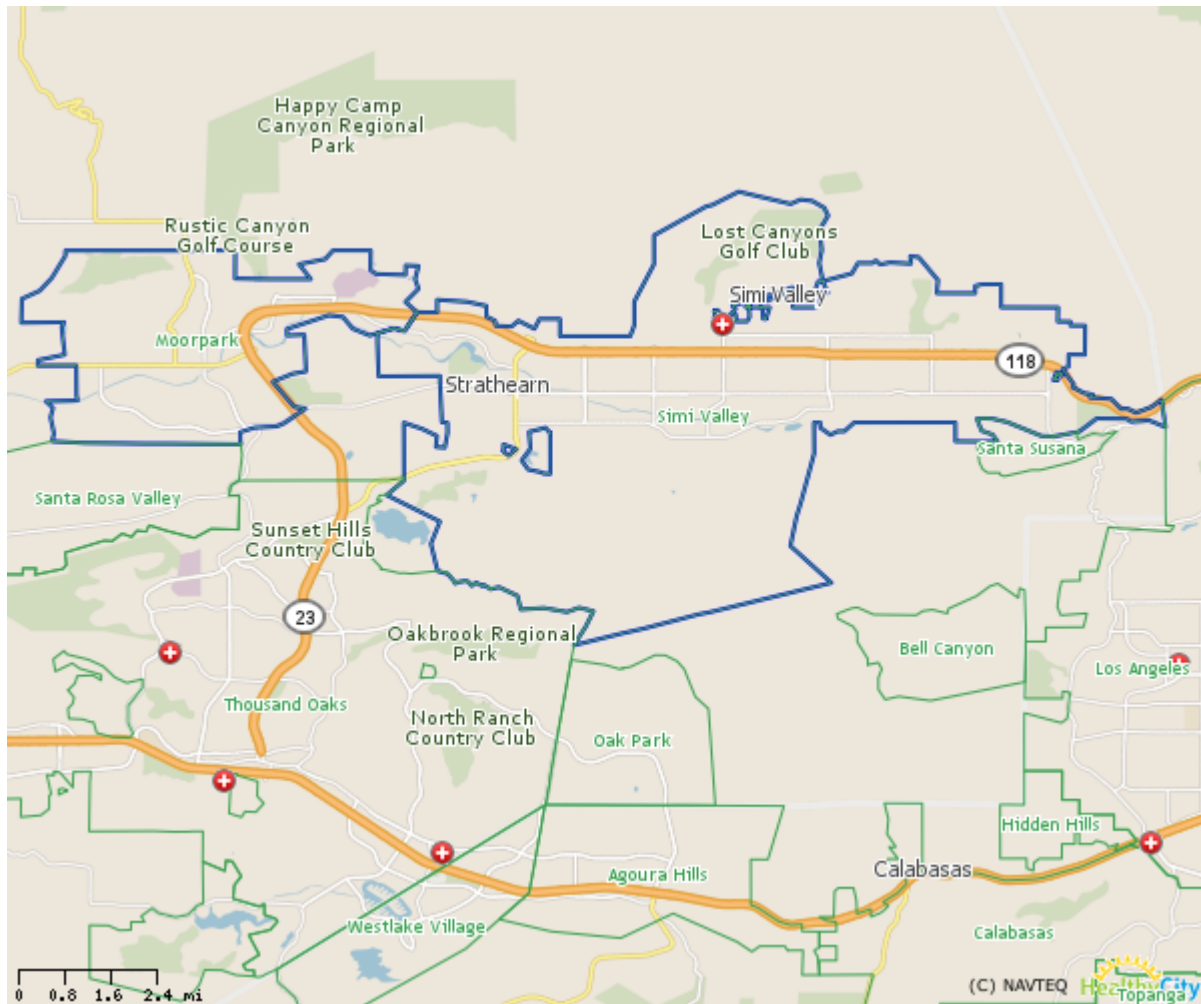 Happy Camp
Canyon Regional
Park
Rustic Canyon
Golf Course
Lost Canyons
Golf Club
Simi Valley
Moorpark
118
Strathearn
Simi Valley
Santa Susana
Santa Rosa Valley
Sunset Hills
Country Club
23
Oakbrook Regional
Park
Bell Canyon
Los Angeles
Thousand Oaks
North Ranch
Country Club
Oak Park
Hidden Hills
Calabasas
Agoura Hills
Westlake Village
Calabasas
0 0.8 1.6 2.4 mi
(C) NAVTEQ
HealthyCity
Topanga